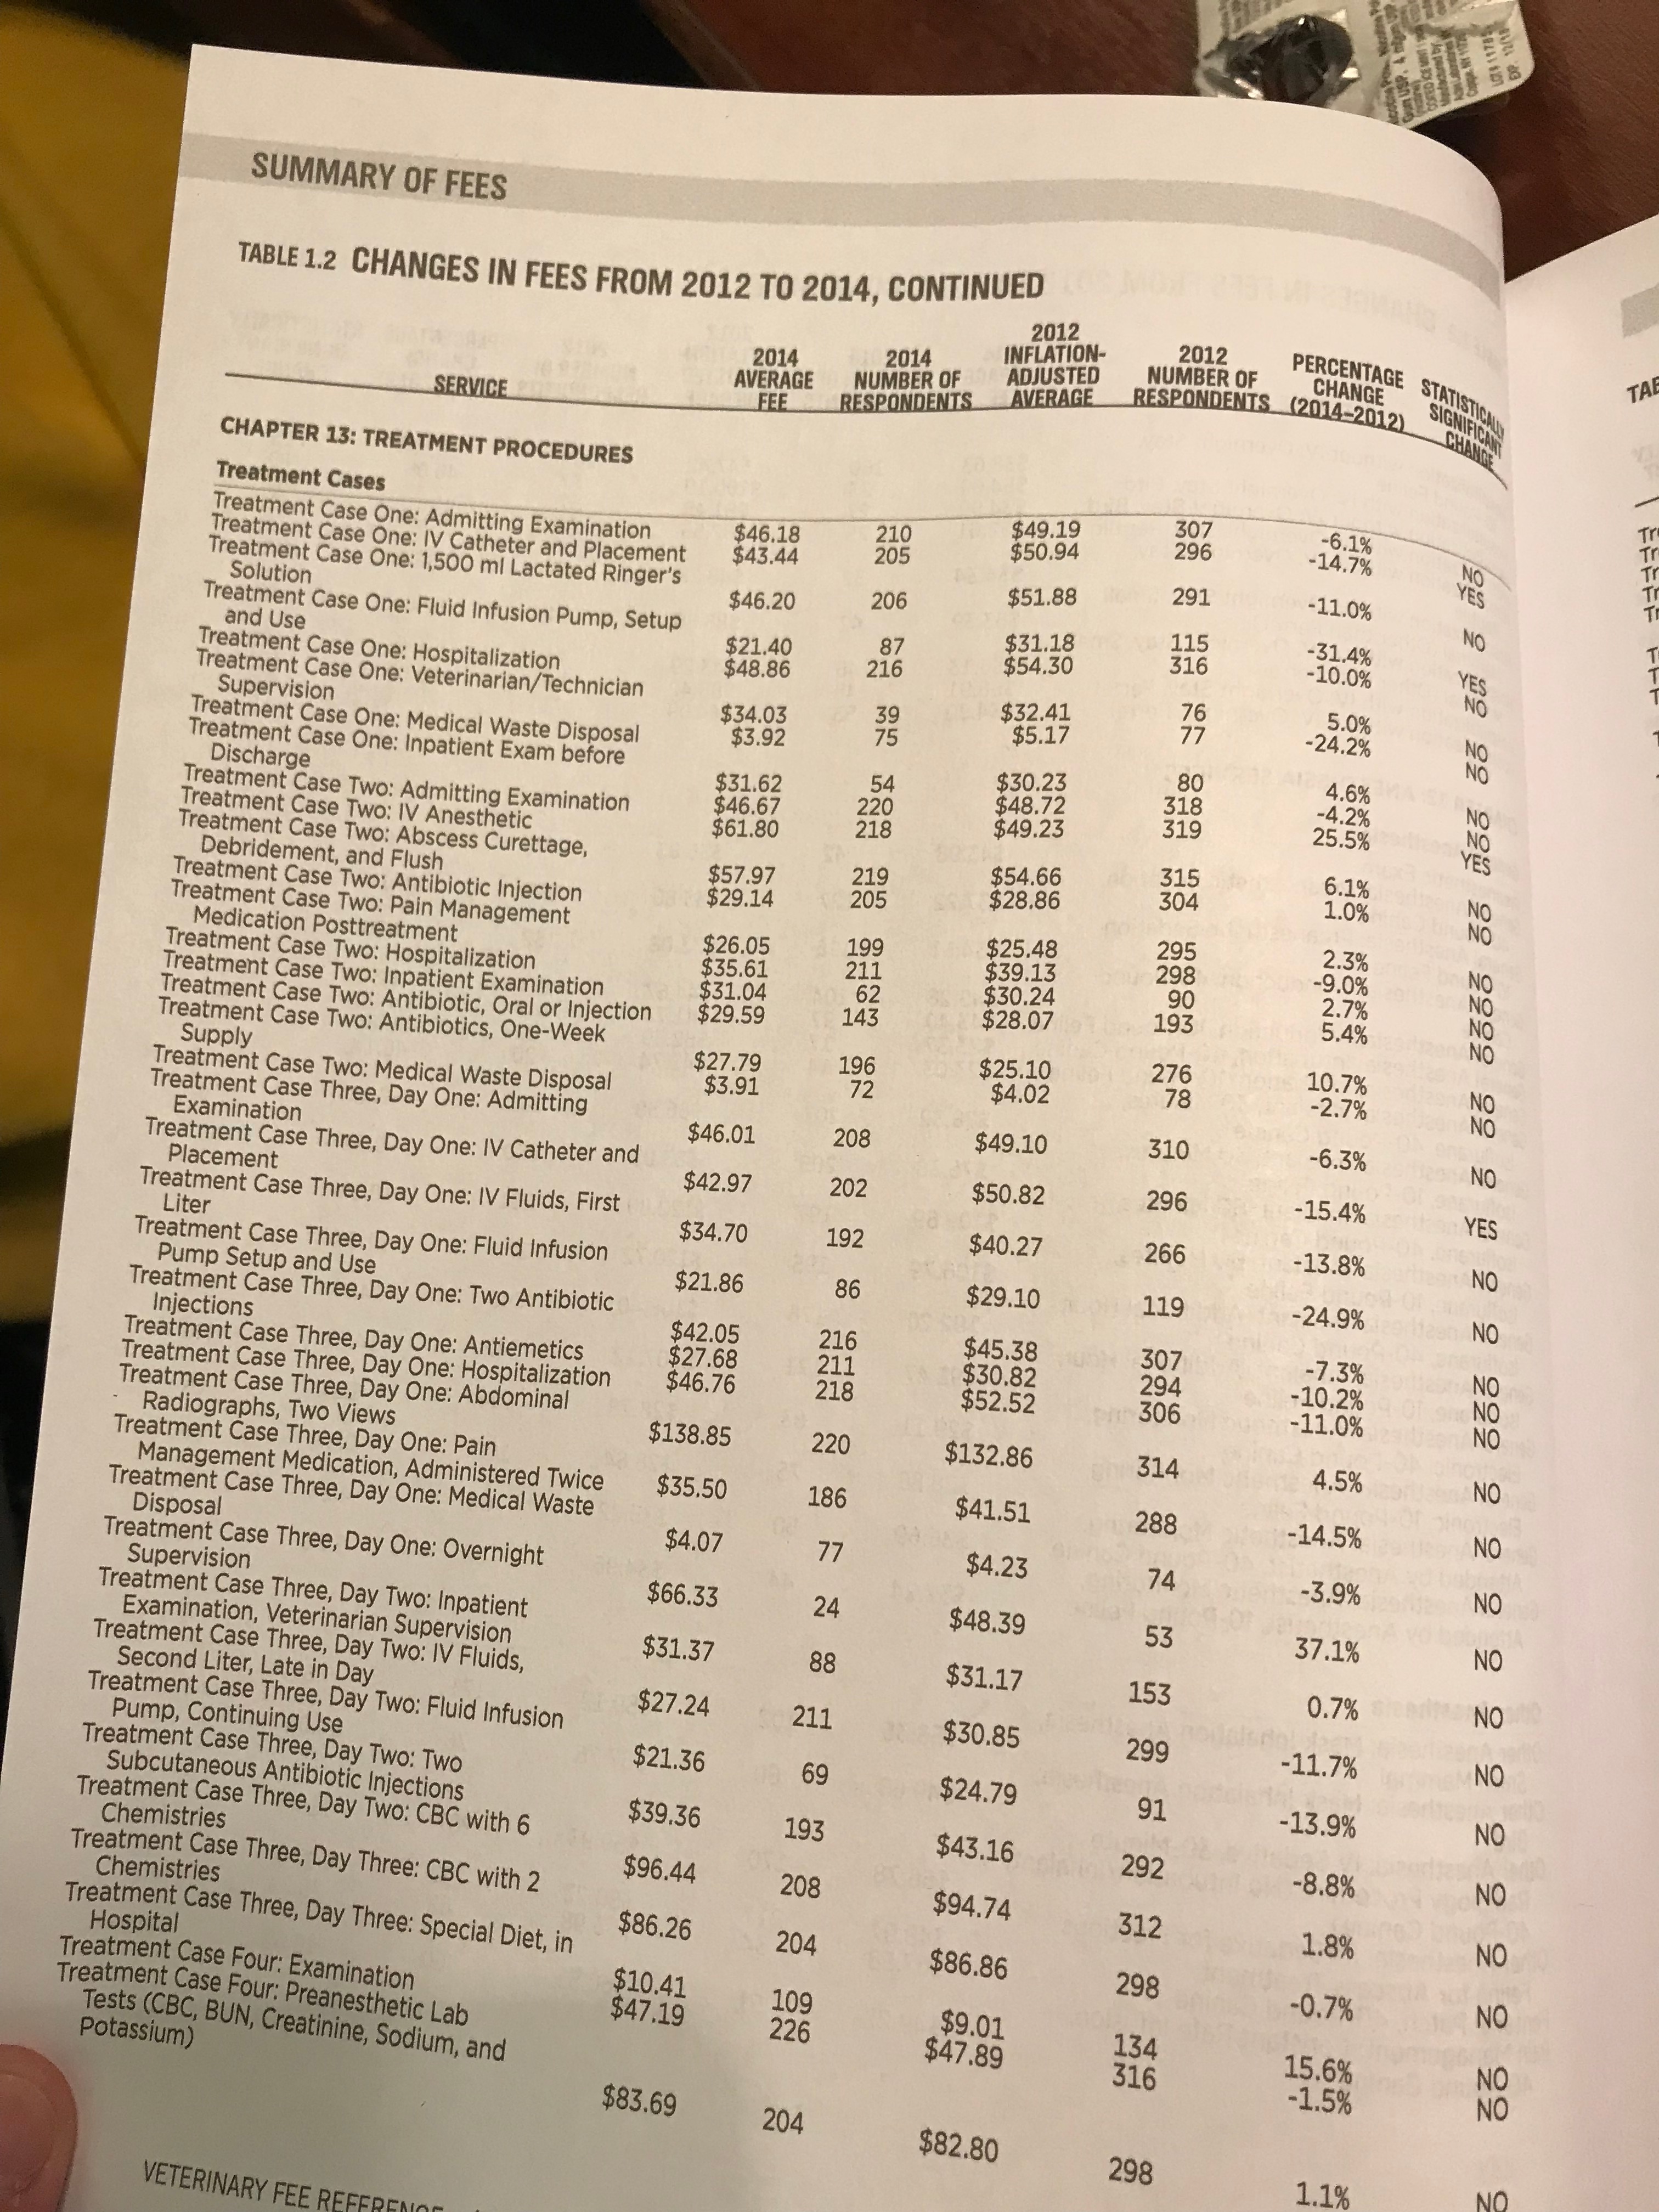 SUMMARY OF FEES
TABLE 1.2 CHANGES IN FEES FROM 2012 TO 2014, CONTINUED
SERVICE
2014 AVERAGE FEE
2014 NUMBER OF RESPONDENTS
2012 INFLATION-ADJUSTED AVERAGE
2012 NUMBER OF RESPONDENTS
PERCENTAGE CHANGE (2014–2012)
STATISTICALLY SIGNIFICANT CHANGE
CHAPTER 13: TREATMENT PROCEDURES
Treatment Cases
Treatment Case One: Admitting Examination $46.18 210 $49.19 307 -6.1% NO
Treatment Case One: IV Catheter and Placement $43.44 205 $50.94 296 -14.7% YES
Treatment Case One: 1,500 ml Lactated Ringer's
Solution $46.20 206 $51.88 291 -11.0% NO
Treatment Case One: Fluid Infusion Pump, Setup
and Use $21.40 87 $31.18 115 -31.4% YES
Treatment Case One: Hospitalization $48.86 216 $54.30 316 -10.0% NO
Treatment Case One: Veterinarian/Technician
Supervision $34.03 39 $32.41 76 5.0% NO
Treatment Case One: Medical Waste Disposal $3.92 75 $5.17 77 -24.2% NO
Treatment Case One: Inpatient Exam before
Discharge $31.62 54 $30.23 80 4.6% NO
Treatment Case Two: Admitting Examination $46.67 220 $48.72 318 -4.2% NO
Treatment Case Two: IV Anesthetic $61.80 218 $49.23 319 25.5% YES
Treatment Case Two: Abscess Curettage,
Debridement, and Flush $57.97 219 $54.66 315 6.1% NO
Treatment Case Two: Antibiotic Injection $29.14 205 $28.86 304 1.0% NO
Treatment Case Two: Pain Management
Medication Posttreatment $26.05 199 $25.48 295 2.3% NO
Treatment Case Two: Hospitalization $35.61 211 $39.13 298 -9.0% NO
Treatment Case Two: Inpatient Examination $31.04 62 $30.24 90 2.7% NO
Treatment Case Two: Antibiotic, Oral or Injection $29.59 143 $28.07 193 5.4% NO
Treatment Case Two: Antibiotics, One-Week
Supply $27.79 196 $25.10 276 10.7% NO
Treatment Case Two: Medical Waste Disposal $3.91 72 $4.02 78 -2.7% NO
Treatment Case Three, Day One: Admitting
Examination $46.01 208 $49.10 310 -6.3% NO
Treatment Case Three, Day One: IV Catheter and
Placement $42.97 202 $50.82 296 -15.4% YES
Treatment Case Three, Day One: IV Fluids, First
Liter $34.70 192 $40.27 266 -13.8% NO
Treatment Case Three, Day One: Fluid Infusion
Pump Setup and Use $21.86 86 $29.10 119 -24.9% NO
Treatment Case Three, Day One: Two Antibiotic
Injections $42.05 216 $45.38 307 -7.3% NO
Treatment Case Three, Day One: Antiemetics $27.68 211 $30.82 294 -10.2% NO
Treatment Case Three, Day One: Hospitalization $46.76 218 $52.52 306 -11.0% NO
Treatment Case Three, Day One: Abdominal
Radiographs, Two Views $138.85 220 $132.86 314 4.5% NO
Treatment Case Three, Day One: Pain
Management Medication, Administered Twice $35.50 186 $41.51 288 -14.5% NO
Treatment Case Three, Day One: Medical Waste
Disposal $4.07 77 $4.23 74 -3.9% NO
Treatment Case Three, Day One: Overnight
Supervision $66.33 24 $48.39 53 37.1% NO
Treatment Case Three, Day Two: Inpatient
Examination, Veterinarian Supervision $31.37 88 $31.17 153 0.7% NO
Treatment Case Three, Day Two: IV Fluids,
Second Liter, Late in Day $27.24 211 $30.85 299 -11.7% NO
Treatment Case Three, Day Two: Fluid Infusion
Pump, Continuing Use $21.36 69 $24.79 91 -13.9% NO
Treatment Case Three, Day Two: Two
Subcutaneous Antibiotic Injections $39.36 193 $43.16 292 -8.8% NO
Treatment Case Three, Day Two: CBC with 6
Chemistries $96.44 208 $94.74 312 1.8% NO
Treatment Case Three, Day Three: CBC with 2
Chemistries $86.26 204 $86.86 298 -0.7% NO
Treatment Case Three, Day Three: Special Diet, in
Hospital $10.41 109 $9.01 134 15.6% NO
Treatment Case Four: Examination $47.19 226 $47.89 316 -1.5% NO
Treatment Case Four: Preanesthetic Lab
Tests (CBC, BUN, Creatinine, Sodium, and
Potassium) $83.69 204 $82.80 298 1.1% NO
VETERINARY FEE REFERENCE